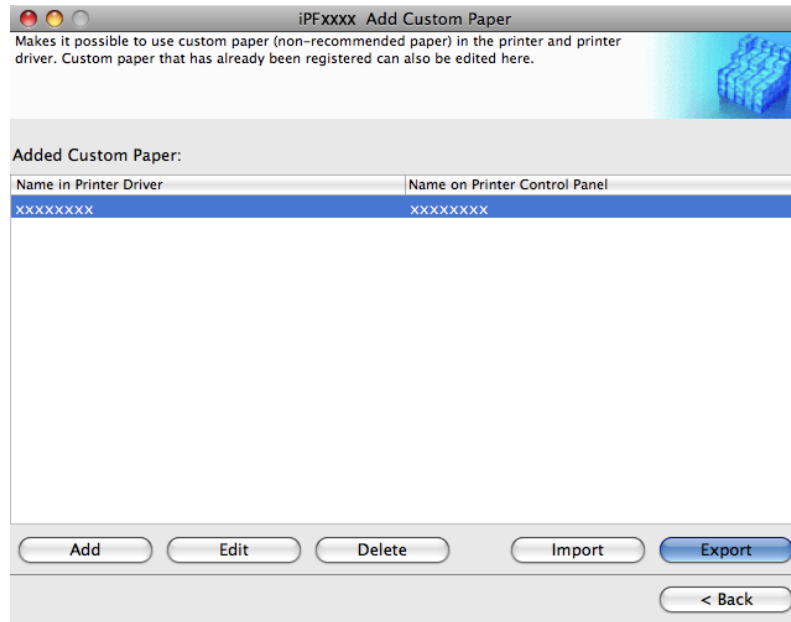 iPFxxxx Add Custom Paper
Makes it possible to use custom paper (non-recommended paper) in the printer and printer
driver. Custom paper that has already been registered can also be edited here.
Added Custom Paper:
Name in Printer Driver Name on Printer Control Panel
xxxxxxxx xxxxxxxx
Add Edit Delete Import Export
< Back